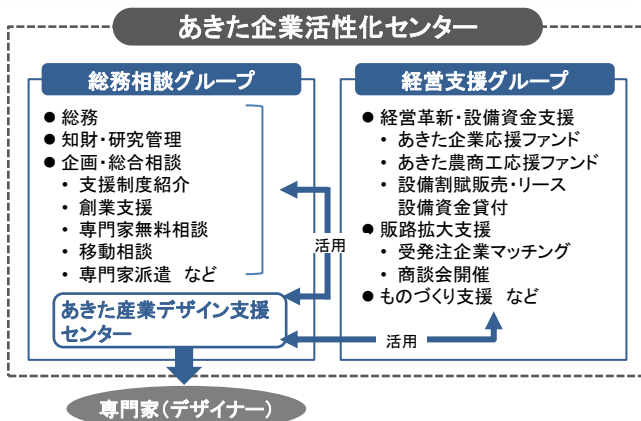 あきた企業活性化センター
総務相談グループ
● 総務
● 知財・研究管理
● 企画・総合相談
・ 支援制度紹介
・ 創業支援
・ 専門家無料相談
・ 移動相談
・ 専門家派遣 など
あきた産業デザイン支援
センター
活用
経営支援グループ
● 経営革新・設備資金支援
・ あきた企業応援ファンド
・ あきた農商工応援ファンド
・ 設備割賦販売・リース
設備資金貸付
● 販路拡大支援
・ 受発注企業マッチング
・ 商談会開催
● ものづくり支援 など
活用
専門家(デザイナー)